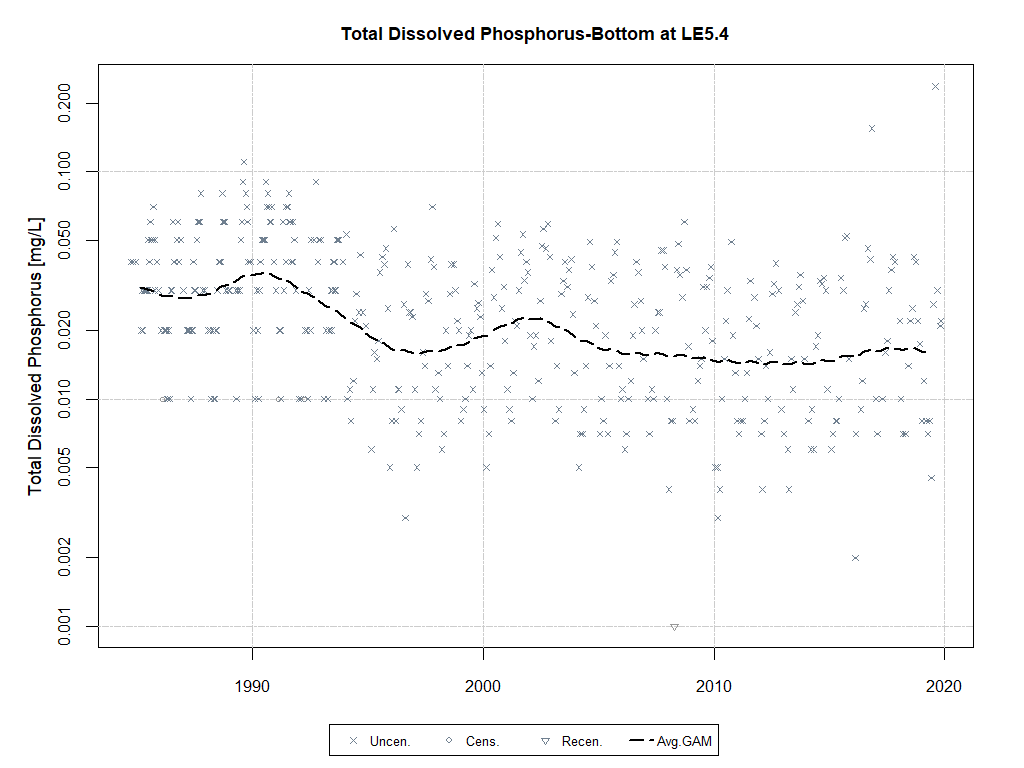 Total Dissolved Phosphorus-Bottom at LE5.4
Total Dissolved Phosphorus [mg/L]
0.200
0.100
0.050
0.020
0.010
0.005
0.002
0.001
1990 2000 2010 2020
Uncen. Cens. Recen. Avg.GAM